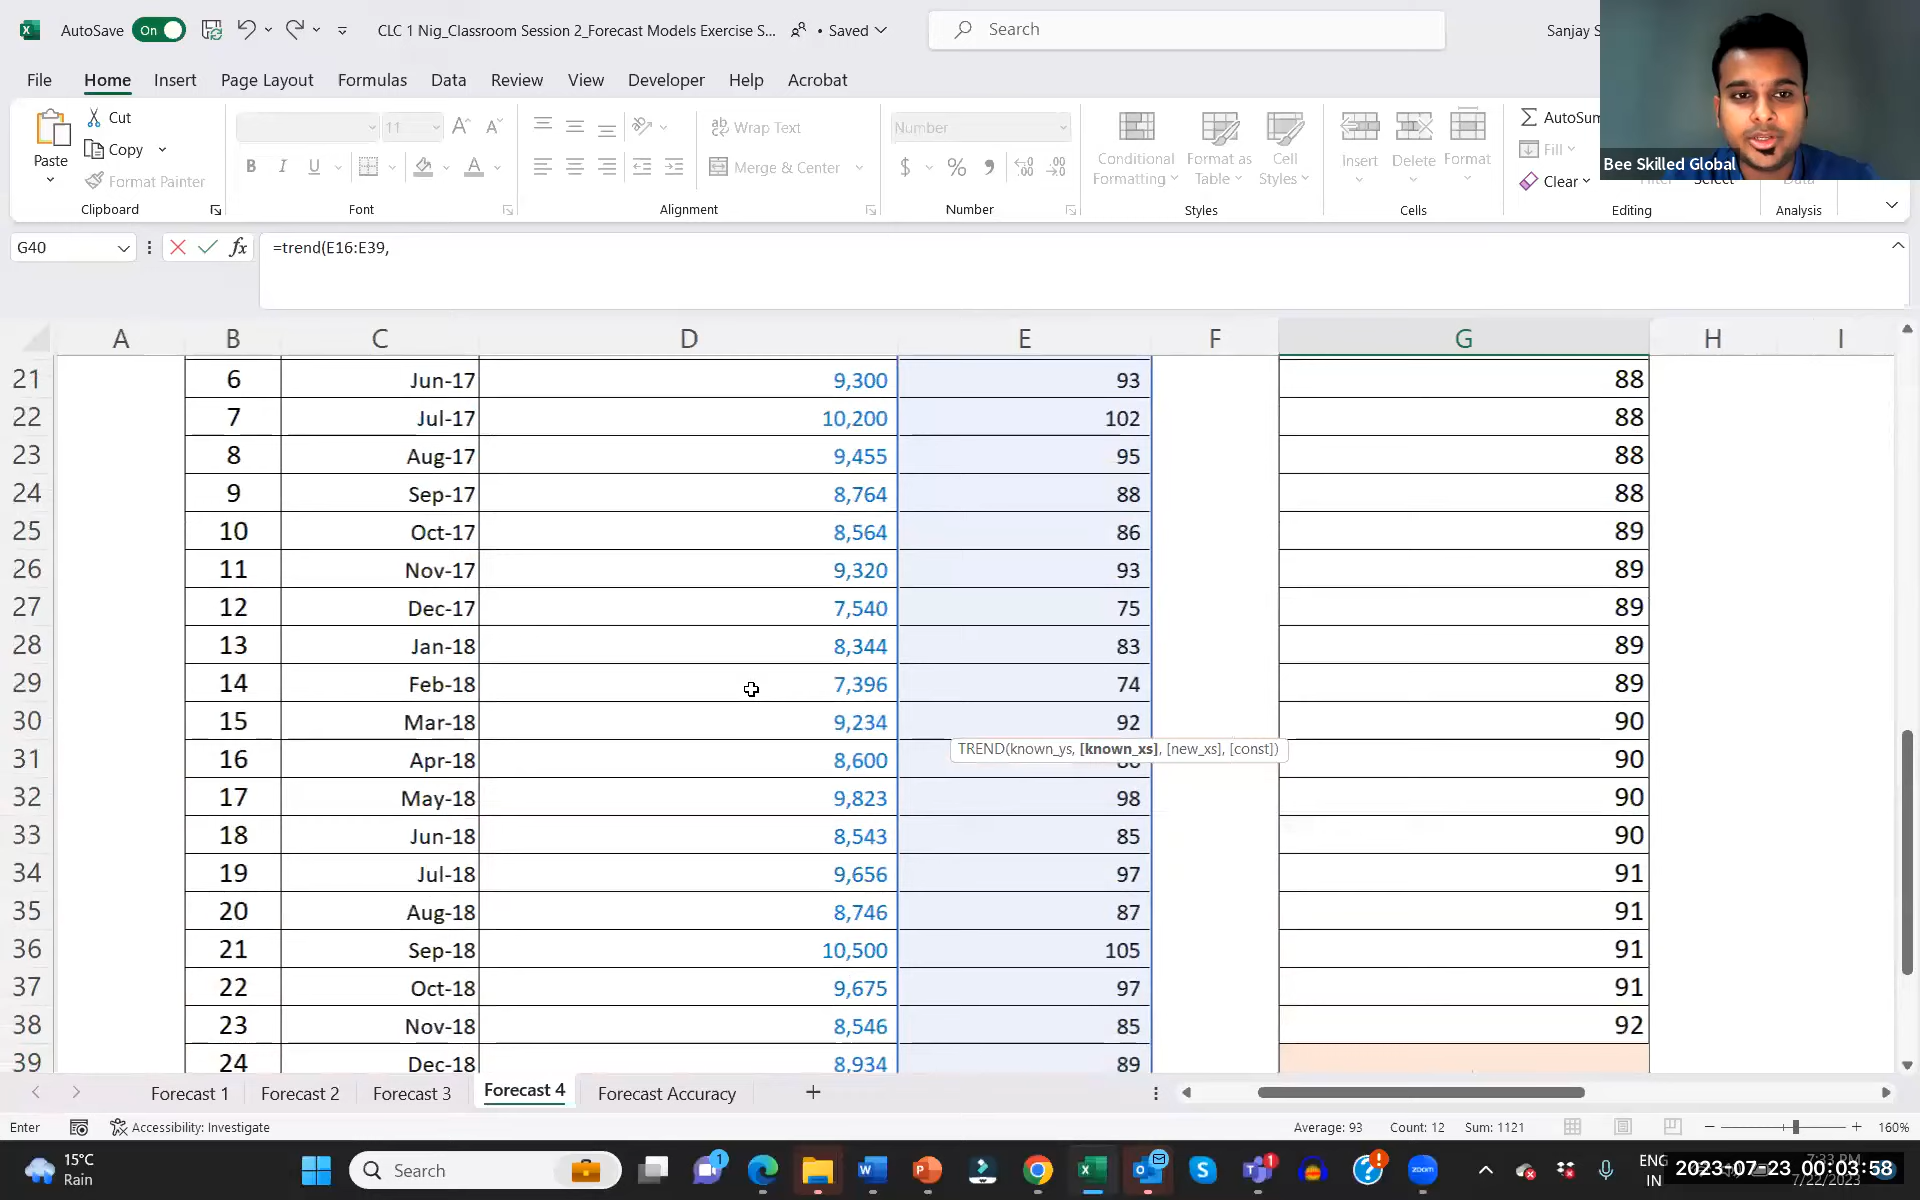 AutoSave On CLC 1 Nig_Classroom Session 2_Forecast Models Exercise S... • Saved Search Sanjay S
File Home Insert Page Layout Formulas Data Review View Developer Help Acrobat
Paste Cut Copy Format Painter
11
B I U
Wrap Text
Merge & Center
Number
$ %
Conditional Formatting Format as Table Cell Styles
Insert Delete Format
AutoSum
Fill
Clear
Select
Bee Skilled Global
Clipboard Font Alignment Number Styles Cells Editing Analysis
G40 fx =trend(E16:E39,
A B C D E F G H I
21 6 Jun-17 9,300 93 88
22 7 Jul-17 10,200 102 88
23 8 Aug-17 9,455 95 88
24 9 Sep-17 8,764 88 88
25 10 Oct-17 8,564 86 89
26 11 Nov-17 9,320 93 89
27 12 Dec-17 7,540 75 89
28 13 Jan-18 8,344 83 89
29 14 Feb-18 7,396 74 89
30 15 Mar-18 9,234 92 90
TREND(known_ys, [known_xs], [new_xs], [const])
31 16 Apr-18 8,600 90
32 17 May-18 9,823 98 90
33 18 Jun-18 8,543 85 90
34 19 Jul-18 9,656 97 91
35 20 Aug-18 8,746 87 91
36 21 Sep-18 10,500 105 91
37 22 Oct-18 9,675 97 91
38 23 Nov-18 8,546 85 92
39 24 Dec-18 8,934 89
Forecast 1 Forecast 2 Forecast 3 Forecast 4 Forecast Accuracy +
Enter Accessibility: Investigate Average: 93 Count: 12 Sum: 1121 160%
15°C
Rain
Search
1
1
zoom
ENG
IN
2023-07-23 00:03:58
7/22/2023